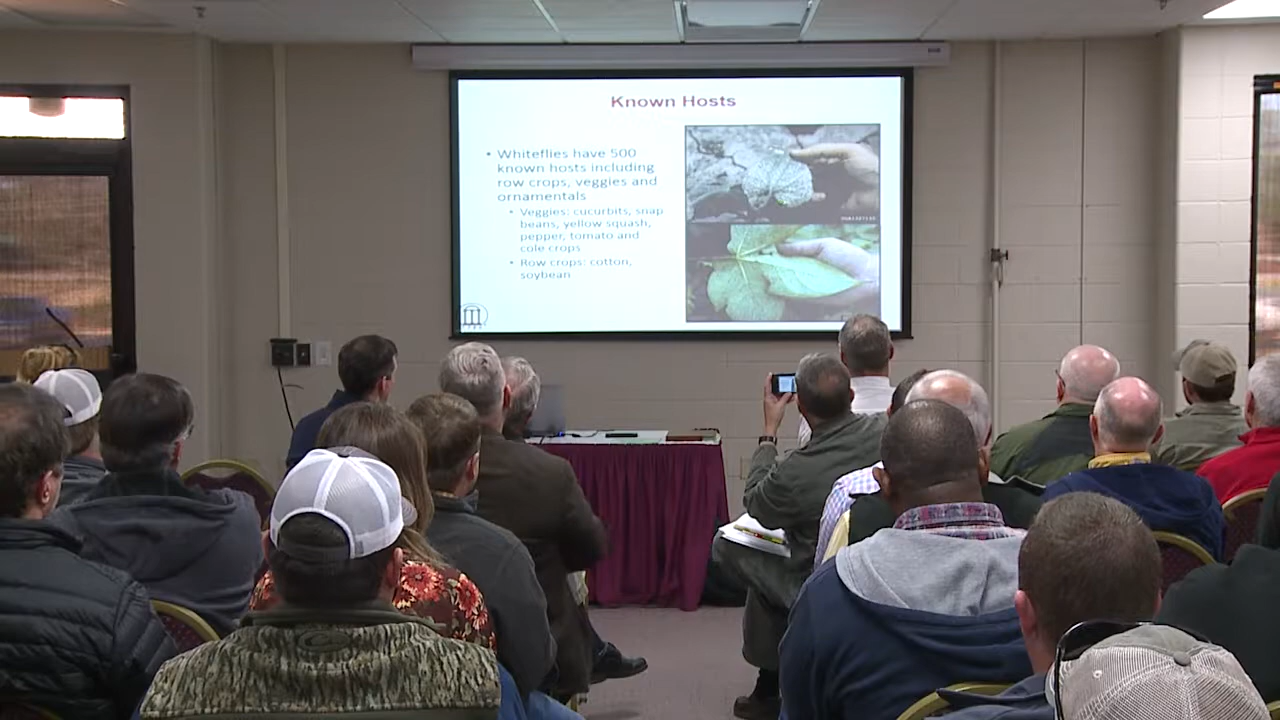 Known Hosts
• Whiteflies have 500
known hosts including
row crops, veggies and
ornamentals
• Veggies: cucurbits, snap
beans, yellow squash,
pepper, tomato and
cole crops
• Row crops: cotton,
soybean